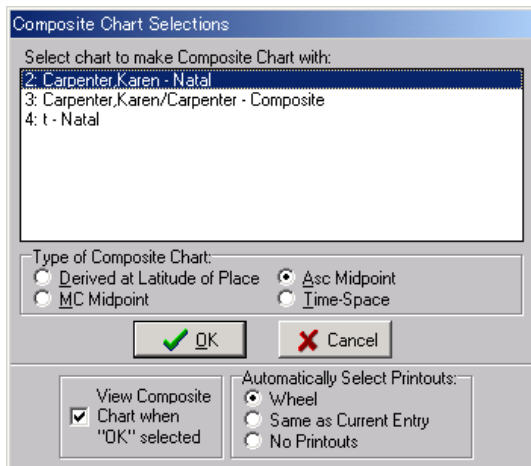 Composite Chart Selections
Select chart to make Composite Chart with:
2: Carpenter,Karen - Natal
3: Carpenter,Karen/Carpenter - Composite
4: t - Natal
Type of Composite Chart:
Derived at Latitude of Place
Asc Midpoint
MC Midpoint
Time-Space
OK
Cancel
View Composite
Chart when
"OK" selected
Automatically Select Printouts:
Wheel
Same as Current Entry
No Printouts